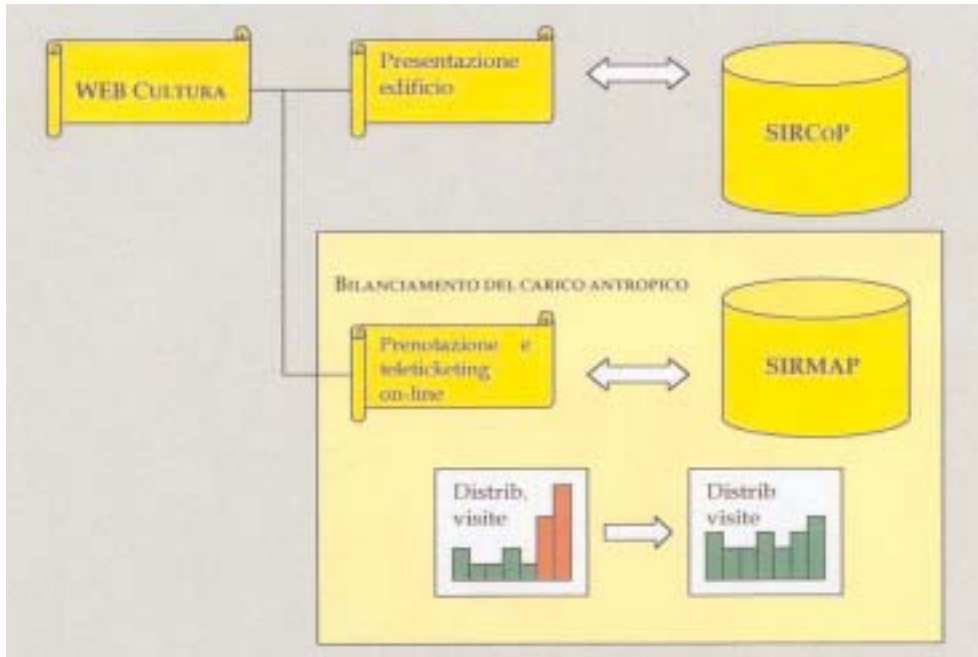 WEB CULTURA
Presentazione
edificio
SIRCOP
BILANCIAMENTO DEL CARICO ANTROPICO
Prenotazione e
teleticketing
on-line
SIRMAP
Distrib.
visite
Distrib
visite